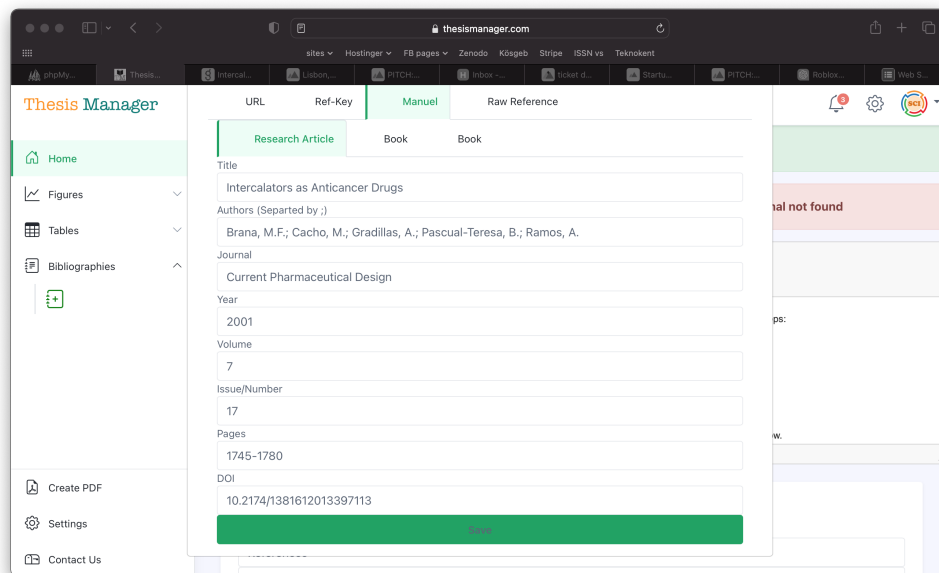 thesismanager.com
sites Hostinger FB pages Zenodo Kösgeb Stripe ISSN vs Teknokent
phpMy... Thesis... Intercal... Lisbon,... PITCH:... Inbox -... ticket d... Startu... PITCH:... Roblox... Web S...
Thesis Manager
URL Ref-Key Manuel Raw Reference
3
SCI
Home
Research Article Book Book
Title
Intercalators as Anticancer Drugs
Figures
nal not found
Authors (Separted by ;)
Tables
Brana, M.F.; Cacho, M.; Gradillas, A.; Pascual-Teresa, B.; Ramos, A.
Journal
Bibliographies
Current Pharmaceutical Design
Year
2001
ps:
Volume
7
Issue/Number
17
Pages
w.
1745-1780
DOI
Create PDF
10.2174/1381612013397113
Settings
Save
Contact Us
References